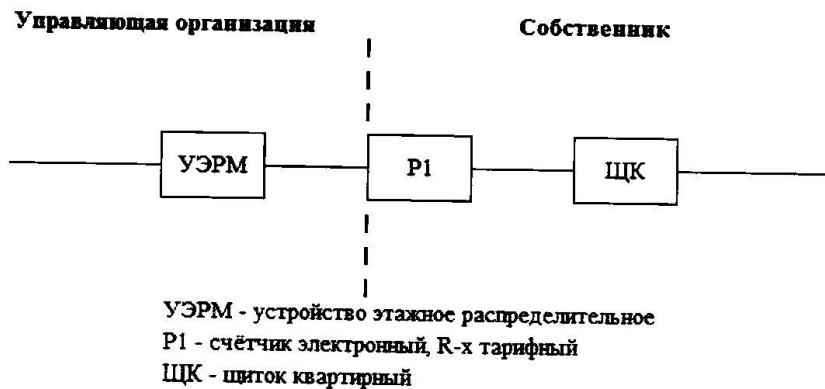 Управляющая организация Собственник
УЭРМ Р1 ЩК
УЭРМ - устройство этажное распределительное
Р1 - счётчик электронный, R-х тарифный
ЩК - щиток квартирный